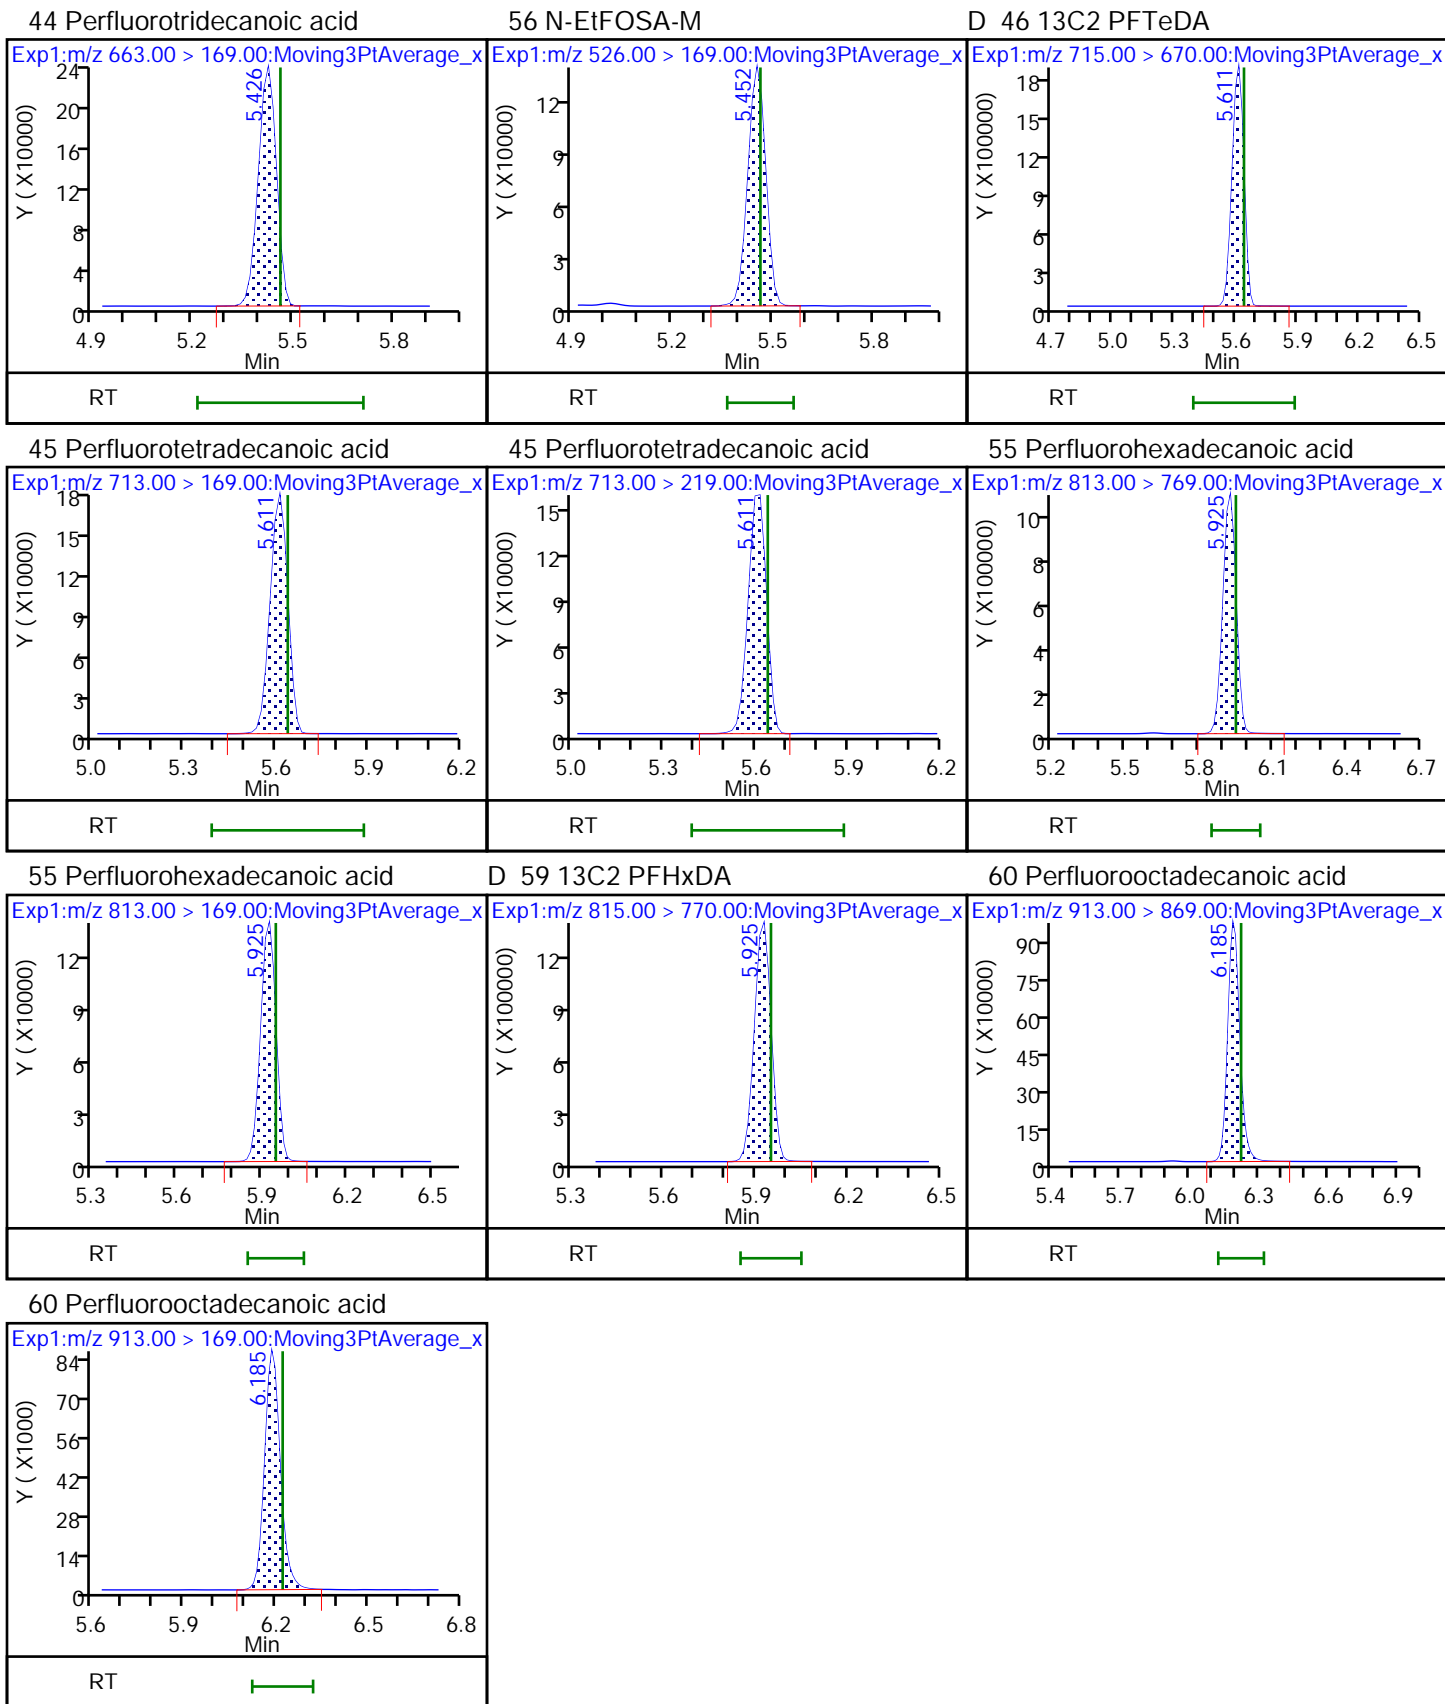 44 Perfluorotridecanoic acid
Exp1:m/z 663.00 > 169.00:Moving3PtAverage_x
5.426
Y ( X10000)
24
20
16
12
8
4
0
4.9 5.2 5.5 5.8
Min
RT
56 N-EtFOSA-M
Exp1:m/z 526.00 > 169.00:Moving3PtAverage_x
5.452
Y ( X10000)
12
9
6
3
0
4.9 5.2 5.5 5.8
Min
RT
D 46 13C2 PFTeDA
Exp1:m/z 715.00 > 670.00:Moving3PtAverage_x
5.611
Y ( X100000)
18
15
12
9
6
3
0
4.7 5.0 5.3 5.6 5.9 6.2 6.5
Min
RT
45 Perfluorotetradecanoic acid
Exp1:m/z 713.00 > 169.00:Moving3PtAverage_x
5.611
Y ( X10000)
18
15
12
9
6
3
0
5.0 5.3 5.6 5.9 6.2
Min
RT
45 Perfluorotetradecanoic acid
Exp1:m/z 713.00 > 219.00:Moving3PtAverage_x
5.611
Y ( X10000)
15
12
9
6
3
0
5.0 5.3 5.6 5.9 6.2
Min
RT
55 Perfluorohexadecanoic acid
Exp1:m/z 813.00 > 769.00:Moving3PtAverage_x
5.925
Y ( X100000)
10
8
6
4
2
0
5.2 5.5 5.8 6.1 6.4 6.7
Min
RT
55 Perfluorohexadecanoic acid
Exp1:m/z 813.00 > 169.00:Moving3PtAverage_x
5.925
Y ( X10000)
12
9
6
3
0
5.3 5.6 5.9 6.2 6.5
Min
RT
D 59 13C2 PFHxDA
Exp1:m/z 815.00 > 770.00:Moving3PtAverage_x
5.925
Y ( X100000)
12
9
6
3
0
5.3 5.6 5.9 6.2 6.5
Min
RT
60 Perfluorooctadecanoic acid
Exp1:m/z 913.00 > 869.00:Moving3PtAverage_x
6.185
Y ( X10000)
90
75
60
45
30
15
0
5.4 5.7 6.0 6.3 6.6 6.9
Min
RT
60 Perfluorooctadecanoic acid
Exp1:m/z 913.00 > 169.00:Moving3PtAverage_x
6.185
Y ( X1000)
84
70
56
42
28
14
0
5.6 5.9 6.2 6.5 6.8
Min
RT